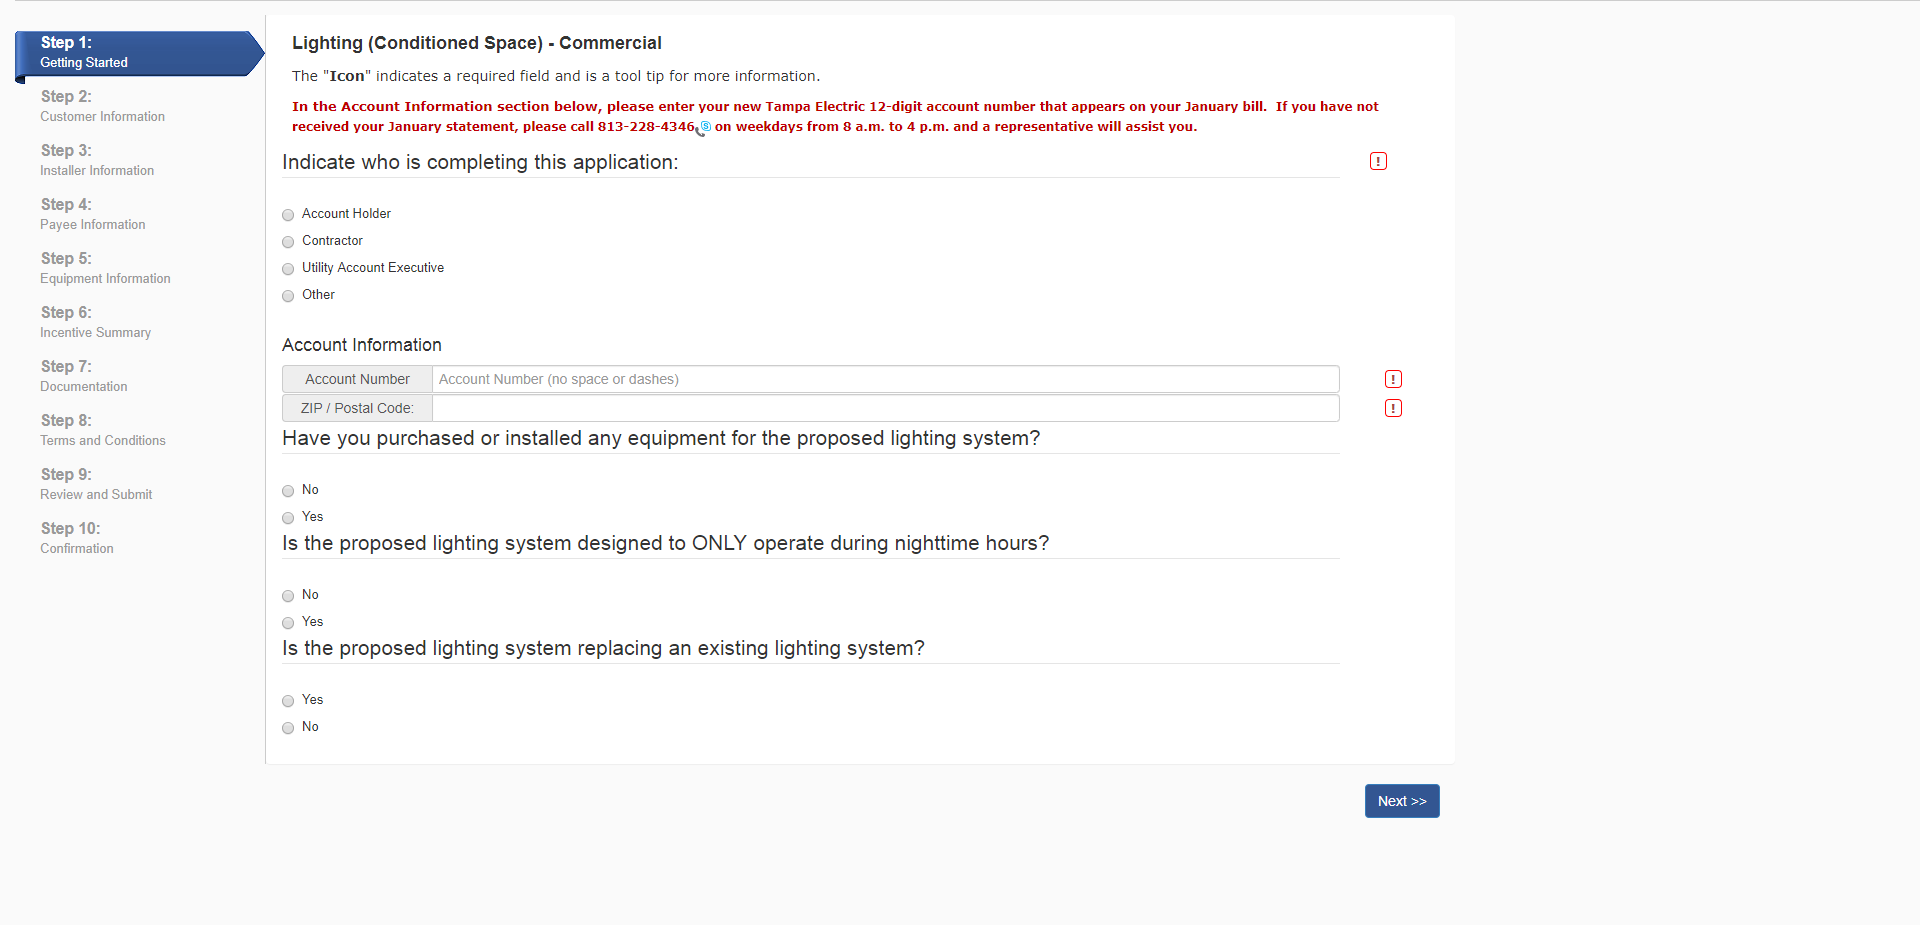 Step 1:
Getting Started
Step 2:
Customer Information
Step 3:
Installer Information
Step 4:
Payee Information
Step 5:
Equipment Information
Step 6:
Incentive Summary
Step 7:
Documentation
Step 8:
Terms and Conditions
Step 9:
Review and Submit
Step 10:
Confirmation
Lighting (Conditioned Space) - Commercial
The "Icon" indicates a required field and is a tool tip for more information.
In the Account Information section below, please enter your new Tampa Electric 12-digit account number that appears on your January bill.  If you have not
received your January statement, please call 813-228-4346 on weekdays from 8 a.m. to 4 p.m. and a representative will assist you.
Indicate who is completing this application:
!
Account Holder
Contractor
Utility Account Executive
Other
Account Information
Account Number Account Number (no space or dashes)
!
ZIP / Postal Code:
!
Have you purchased or installed any equipment for the proposed lighting system?
No
Yes
Is the proposed lighting system designed to ONLY operate during nighttime hours?
No
Yes
Is the proposed lighting system replacing an existing lighting system?
Yes
No
Next >>